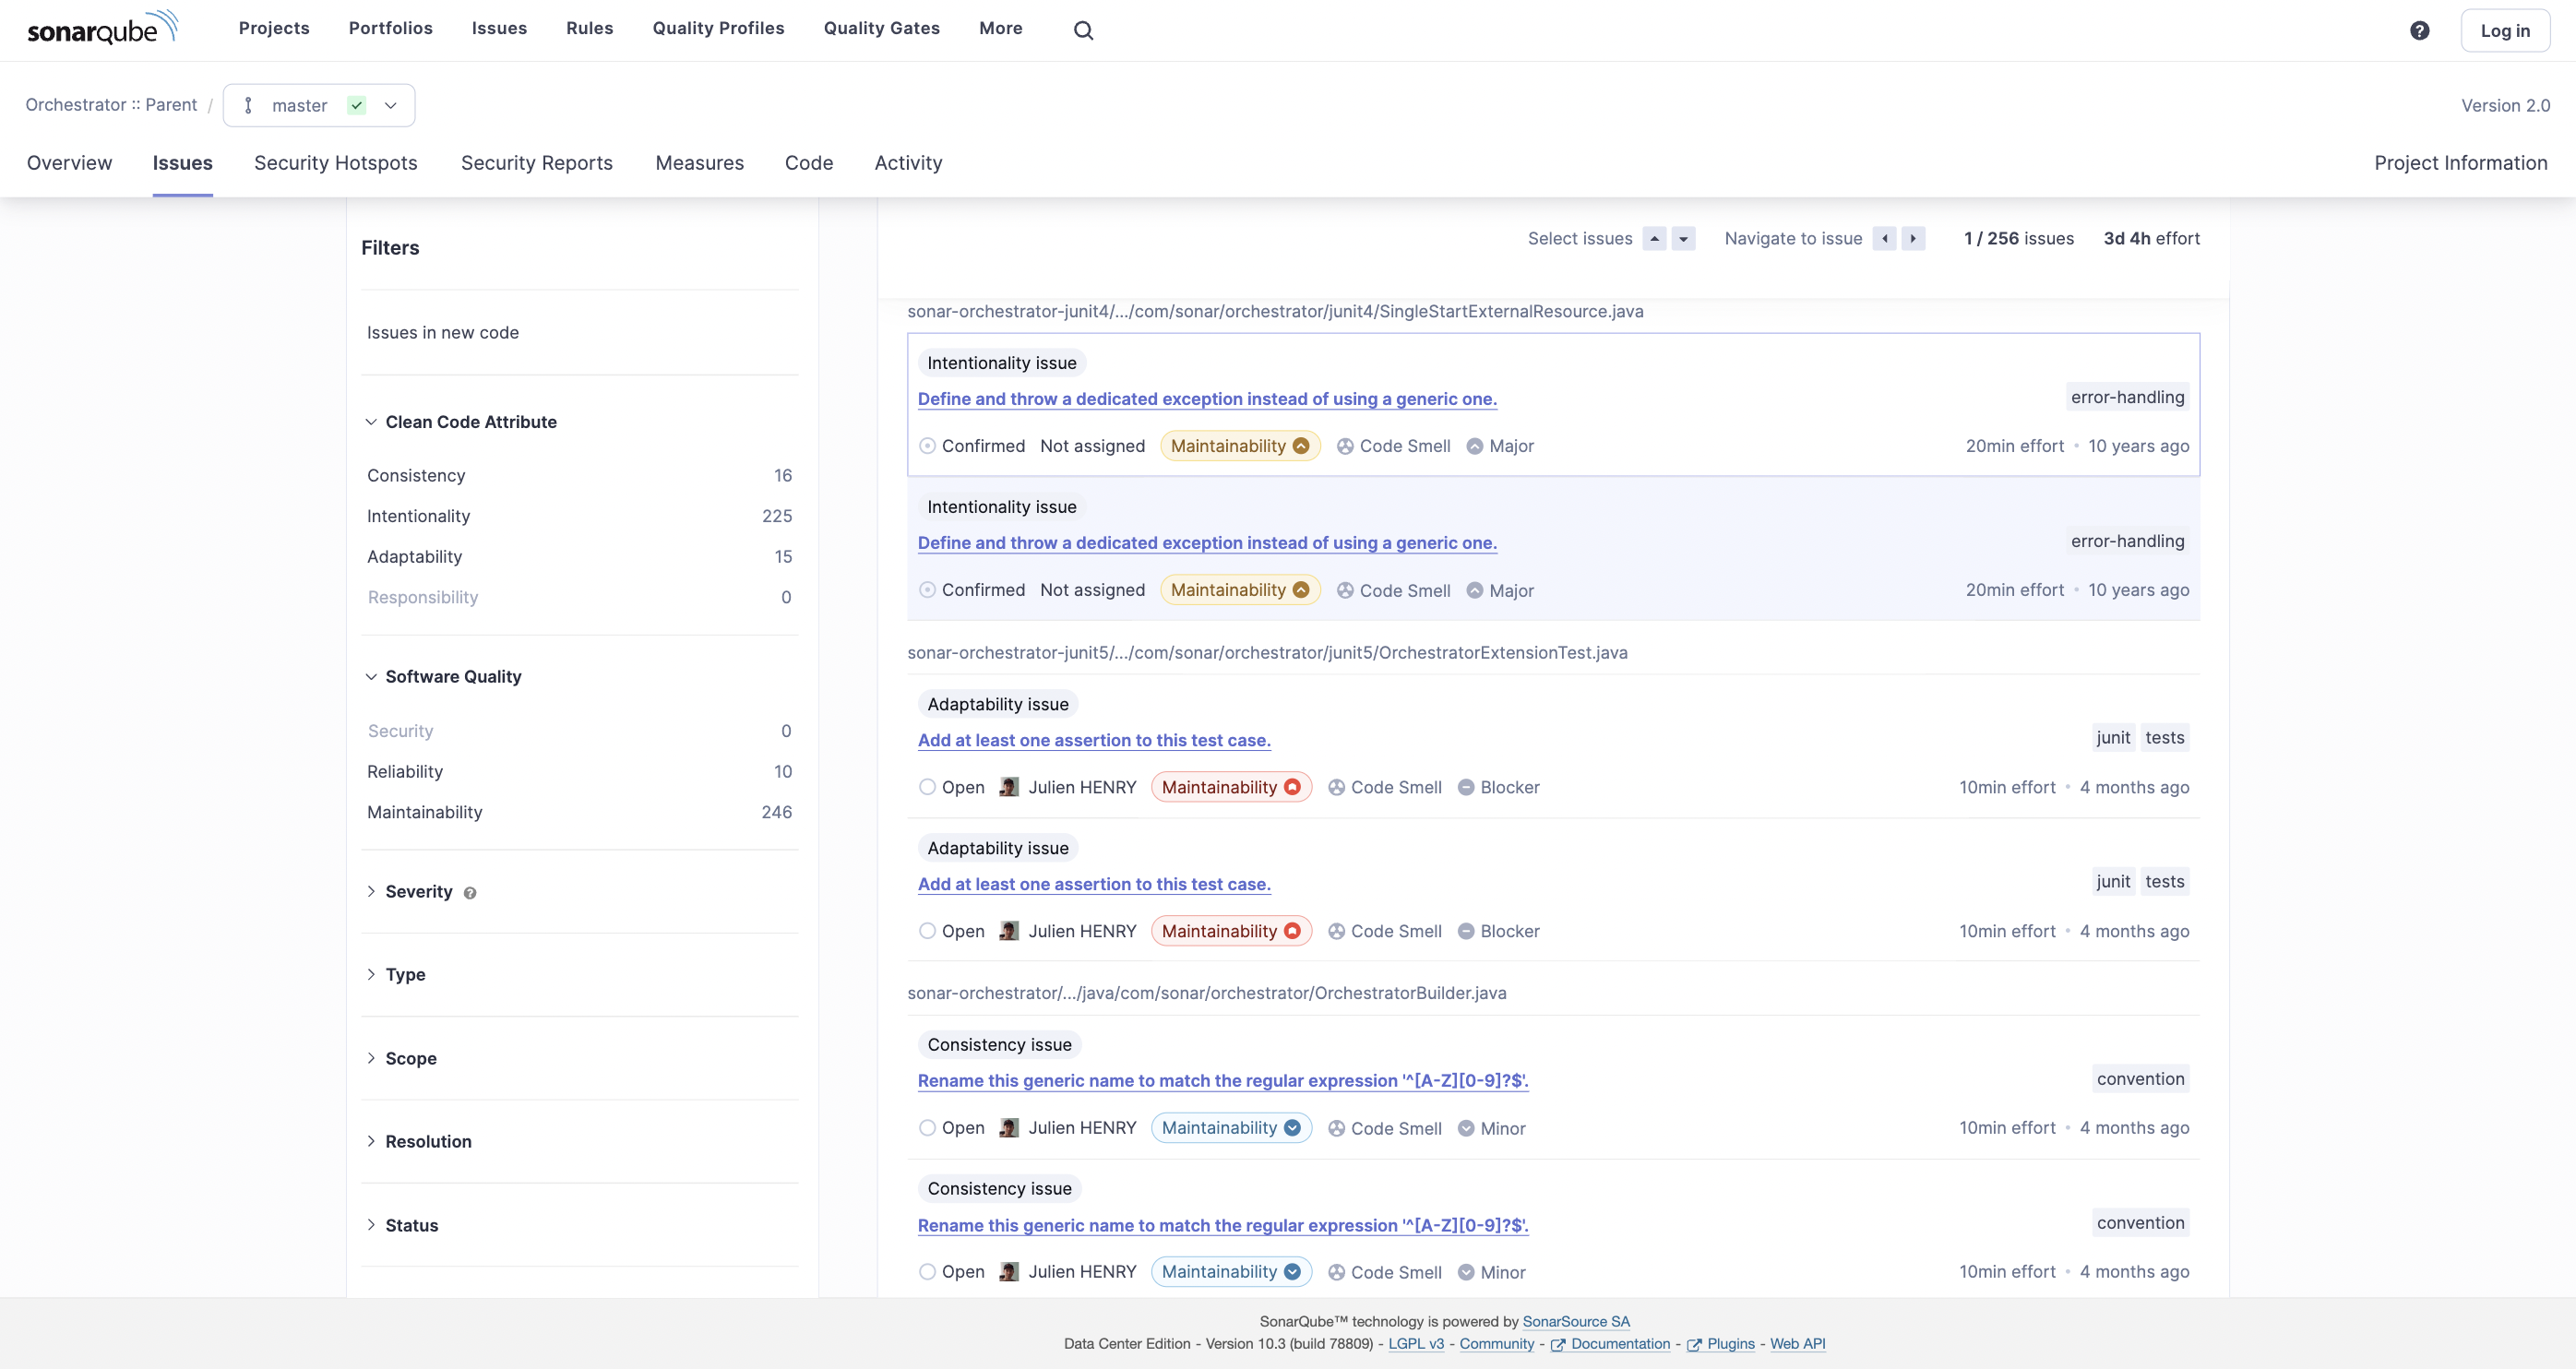 sonarqube Projects Portfolios Issues Rules Quality Profiles Quality Gates More Log in
Orchestrator :: Parent / master Version 2.0
Overview Issues Security Hotspots Security Reports Measures Code Activity Project Information
Filters
Issues in new code
Clean Code Attribute
Consistency 16
Intentionality 225
Adaptability 15
Responsibility 0
Software Quality
Security 0
Reliability 10
Maintainability 246
Severity
Type
Scope
Resolution
Status
Select issues Navigate to issue 1 / 256 issues 3d 4h effort
sonar-orchestrator-junit4/.../com/sonar/orchestrator/junit4/SingleStartExternalResource.java
Intentionality issue
Define and throw a dedicated exception instead of using a generic one. error-handling
Confirmed Not assigned Maintainability Code Smell Major 20min effort • 10 years ago
Intentionality issue
Define and throw a dedicated exception instead of using a generic one. error-handling
Confirmed Not assigned Maintainability Code Smell Major 20min effort • 10 years ago
sonar-orchestrator-junit5/.../com/sonar/orchestrator/junit5/OrchestratorExtensionTest.java
Adaptability issue
Add at least one assertion to this test case. junit tests
Open Julien HENRY Maintainability Code Smell Blocker 10min effort • 4 months ago
Adaptability issue
Add at least one assertion to this test case. junit tests
Open Julien HENRY Maintainability Code Smell Blocker 10min effort • 4 months ago
sonar-orchestrator/.../java/com/sonar/orchestrator/OrchestratorBuilder.java
Consistency issue
Rename this generic name to match the regular expression '^[A-Z][0-9]?$'. convention
Open Julien HENRY Maintainability Code Smell Minor 10min effort • 4 months ago
Consistency issue
Rename this generic name to match the regular expression '^[A-Z][0-9]?$'. convention
Open Julien HENRY Maintainability Code Smell Minor 10min effort • 4 months ago
SonarQube™ technology is powered by SonarSource SA
Data Center Edition - Version 10.3 (build 78809) - LGPL v3 - Community - Documentation - Plugins - Web API